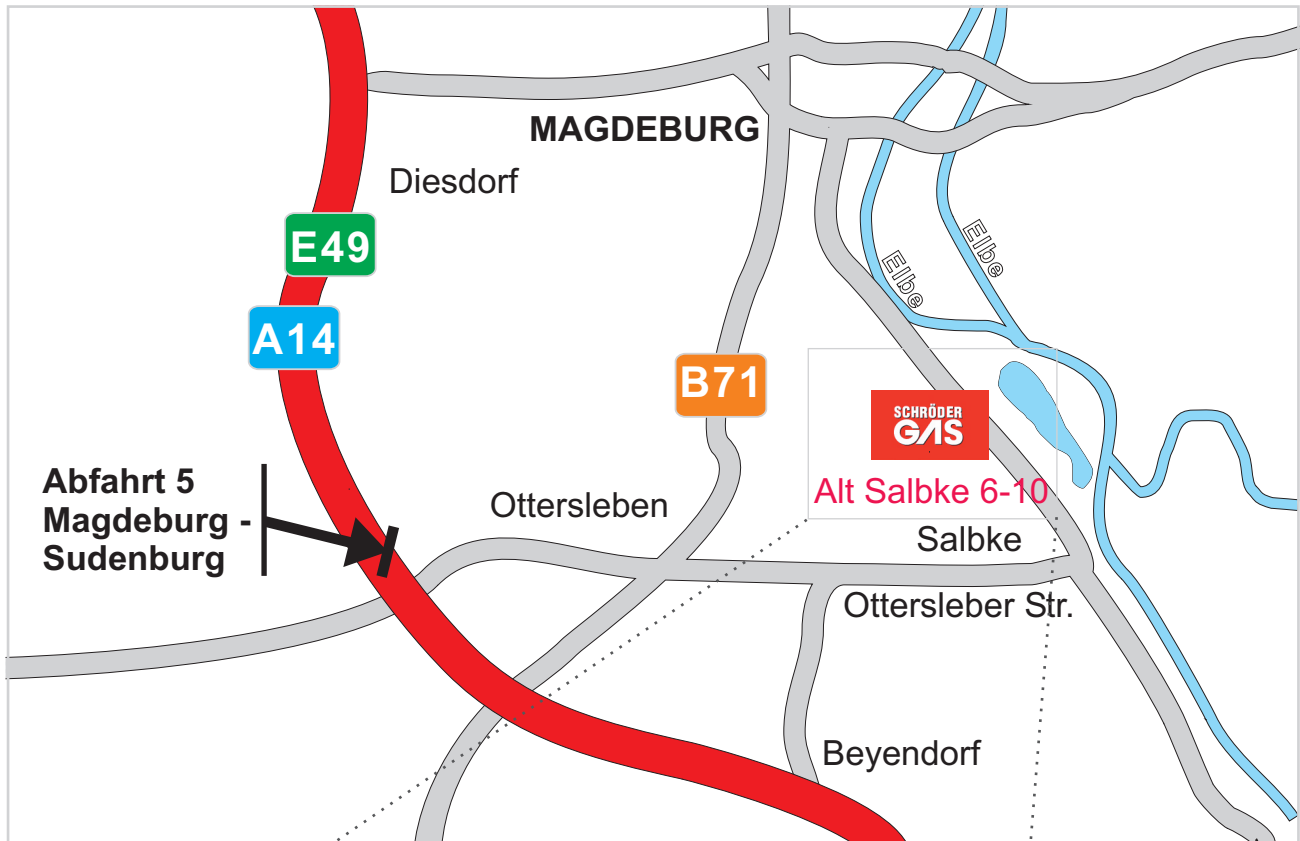 MAGDEBURG
Diesdorf
E49
Elbe
Elbe
A14
B71
SCHRÖDER
GAS
Abfahrt 5
Magdeburg -
Sudenburg
Ottersleben
Alt Salbke 6-10
Salbke
Ottersleber Str.
Beyendorf